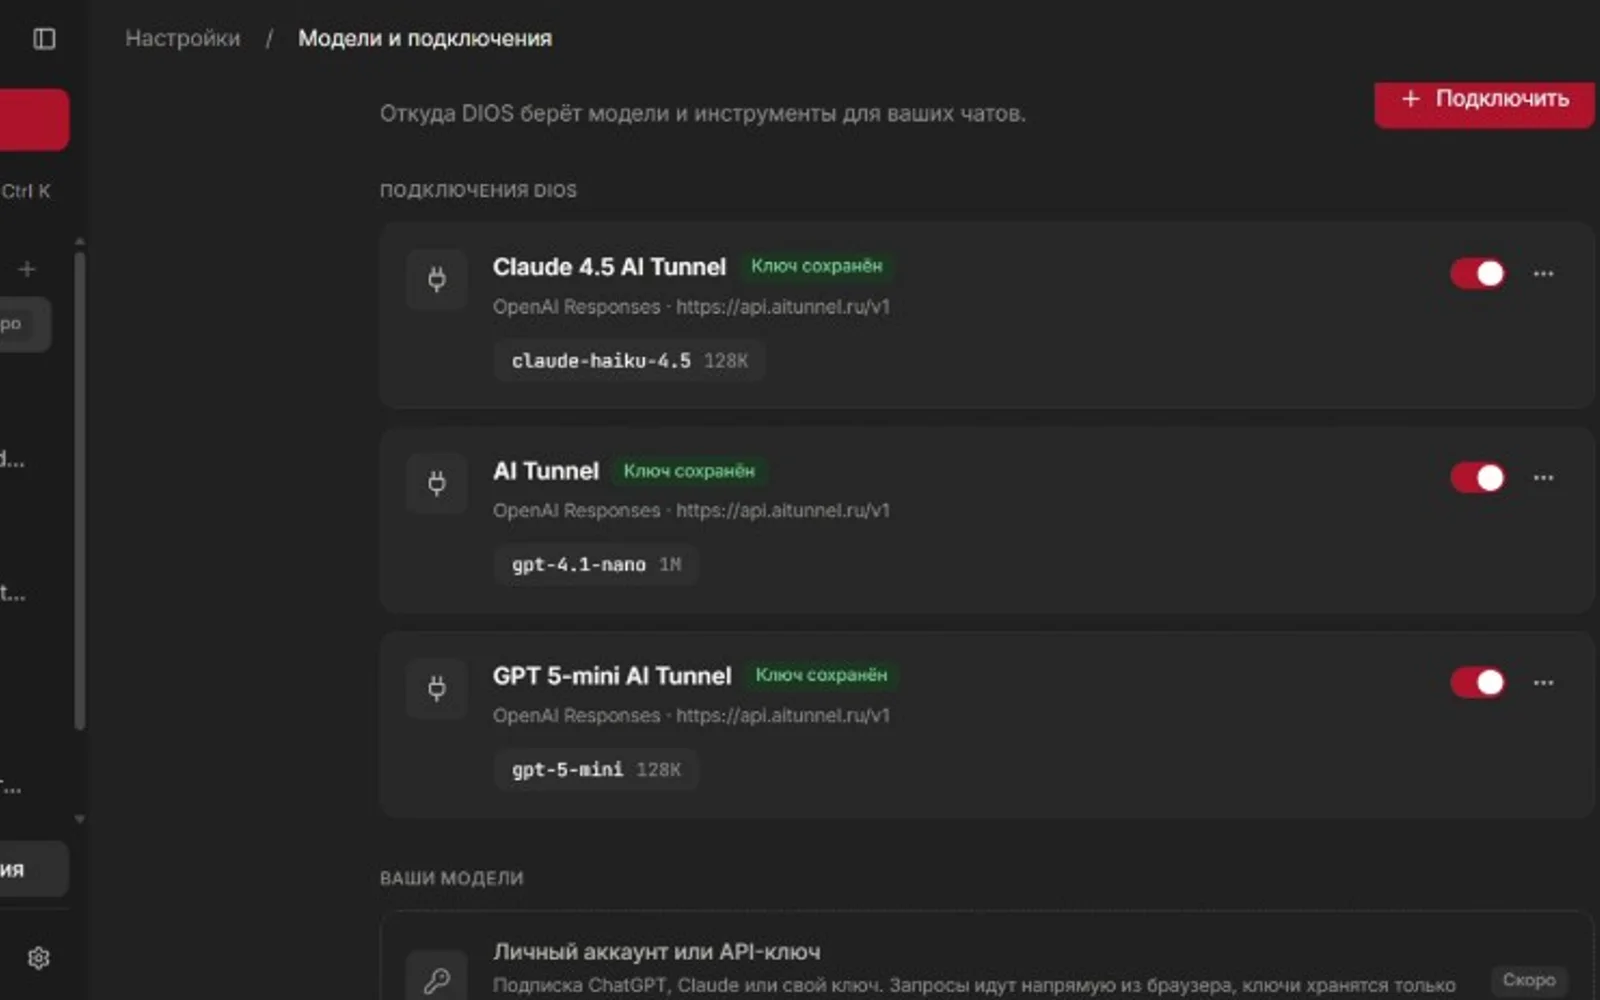 Настройки / Модели и подключения
Откуда DIOS берёт модели и инструменты для ваших чатов.
+ Подключить
Ctrl K
ПОДКЛЮЧЕНИЯ DIOS
Claude 4.5 AI Tunnel Ключ сохранён
OpenAI Responses · https://api.aitunnel.ru/v1
claude-haiku-4.5 128K
ро
AI Tunnel Ключ сохранён
d...
OpenAI Responses · https://api.aitunnel.ru/v1
gpt-4.1-nano 1M
t...
GPT 5-mini AI Tunnel Ключ сохранён
OpenAI Responses · https://api.aitunnel.ru/v1
gpt-5-mini 128K
ия
ВАШИ МОДЕЛИ
Личный аккаунт или API-ключ
Подписка ChatGPT, Claude или свой ключ. Запросы идут напрямую из браузера, ключи хранятся только
Скоро